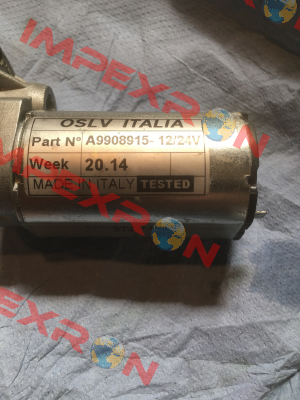 OSLV ITALIA
Part N° A9908915- 12/24V
Week 20.14
MADE IN ITALY TESTED
IMPEXRON
IMPEXRON
IMPEXRON